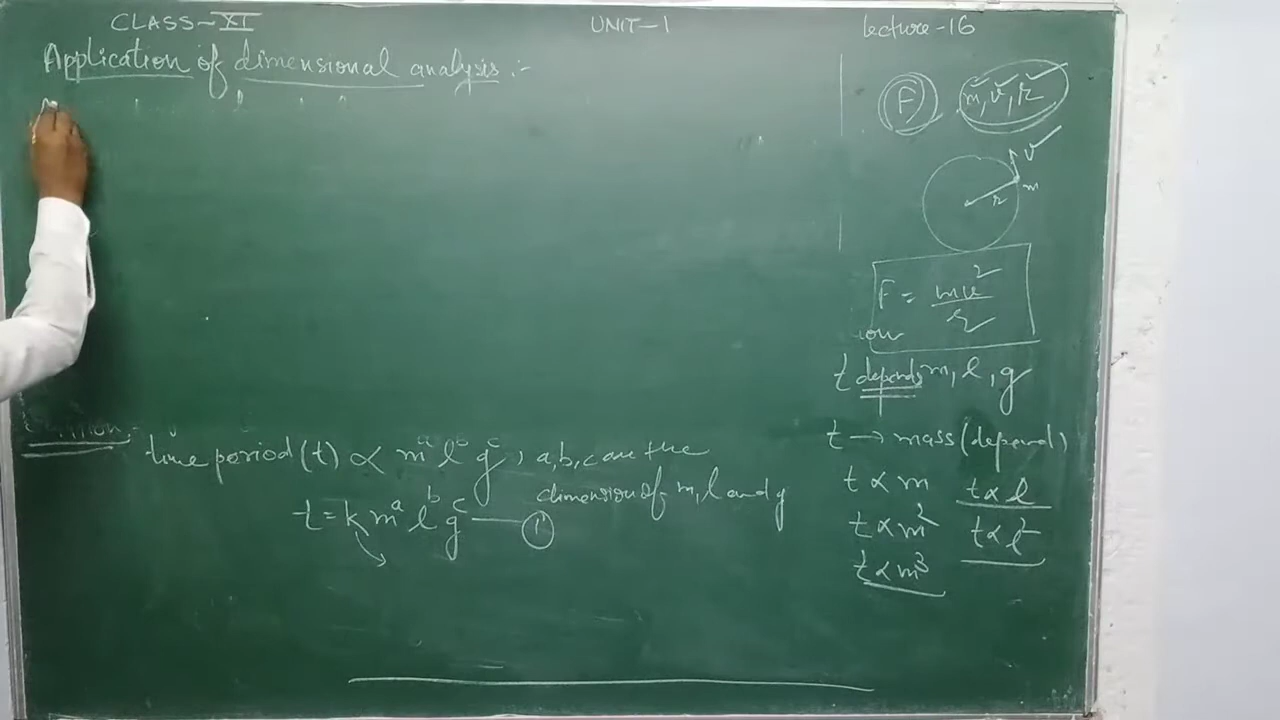 CLASS-XI UNIT-1 Lecture-16
Application of dimensional analysis :-
F m, v, r
v
m
r
F = mv²/r
t depends m, l, g
t → mass (depend)
time period (t) ∝ mᵃ lᵇ gᶜ, a, b, c are the
dimension of m, l and g
t = k mᵃ lᵇ gᶜ — ①
t ∝ m t ∝ l
t ∝ m² t ∝ l²
t ∝ m³